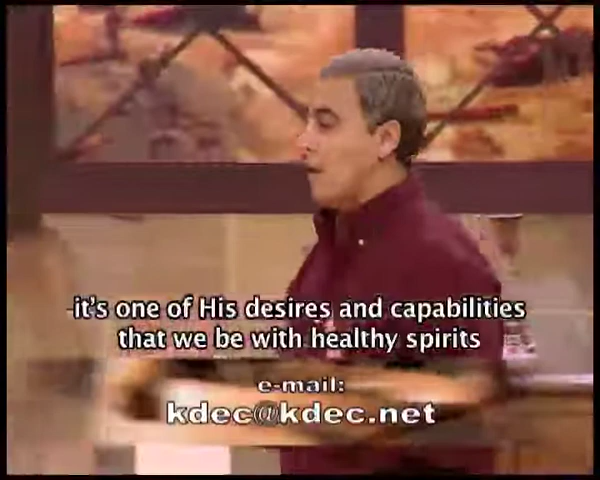 -it's one of His desires and capabilities
that we be with healthy spirits
e-mail:
kdec@kdec.net